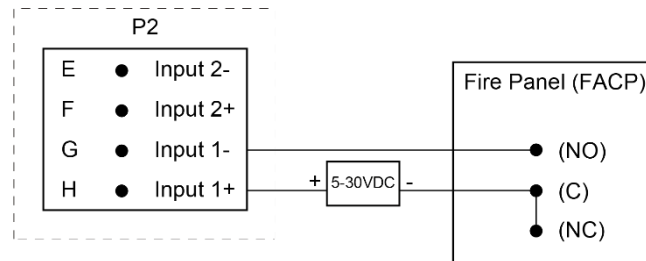 P2
E Input 2-
F Input 2+
G Input 1-
H Input 1+
+ 5-30VDC -
Fire Panel (FACP)
(NO)
(C)
(NC)